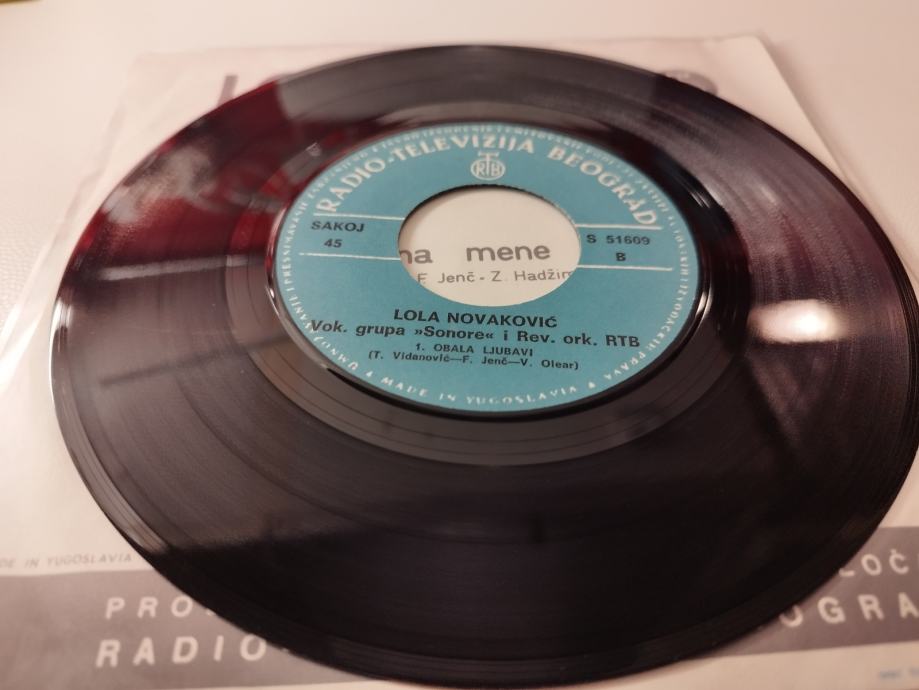 RADIO-TELEVIZIJA BEOGRAD
RTB
SAKOJ
45
S 51609
B
na mene
F. Jenč - Z. Hadžim
LOLA NOVAKOVIĆ
Vok. grupa »Sonore« i Rev. ork. RTB
1. OBALA LJUBAVI
(T. Vidanović—F. Jenč—V. Olear)
MADE IN YUGOSLAVIA
DE IN YUGOSLAVIA
PRO
LOČ
RADIO-
OGRA